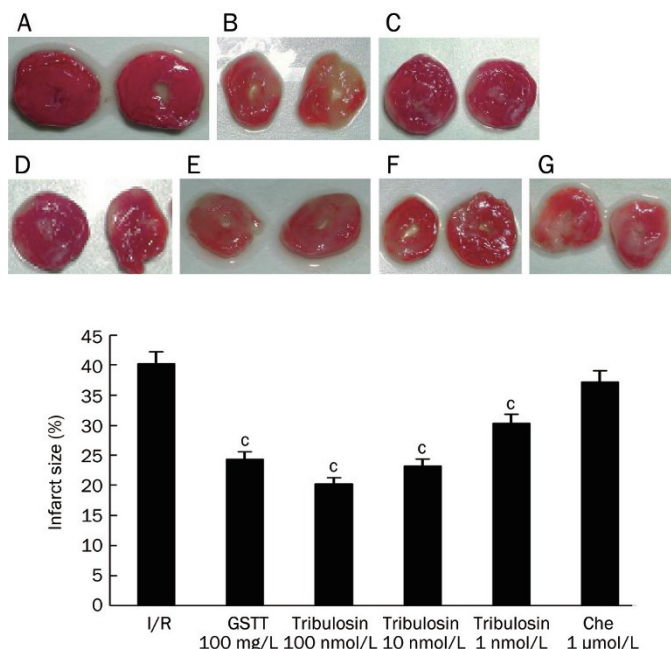 A
B
C
D
E
F
G
45
40
35
30
25
20
15
10
5
0
Infarct size (%)
c
c
c
c
I/R
GSTT
100 mg/L
Tribulosin
100 nmol/L
Tribulosin
10 nmol/L
Tribulosin
1 nmol/L
Che
1 μmol/L